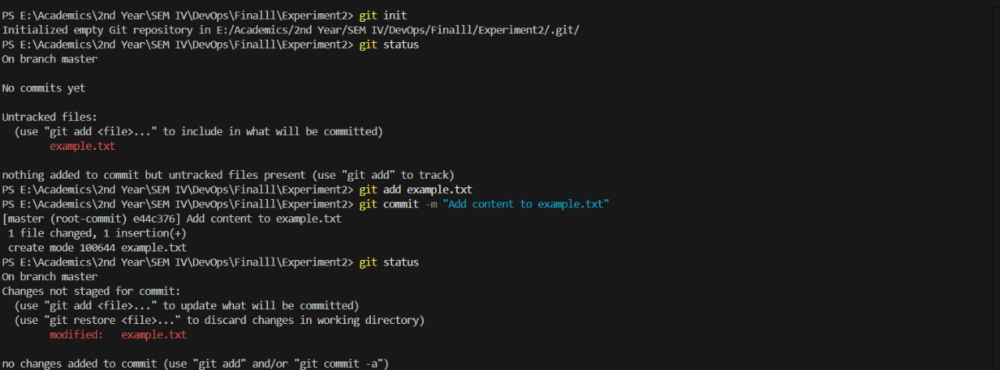 PS E:\Academics\2nd Year\SEM IV\DevOps\Finalll\Experiment2> git init
Initialized empty Git repository in E:/Academics/2nd Year/SEM IV/DevOps/Finalll/Experiment2/.git/
PS E:\Academics\2nd Year\SEM IV\DevOps\Finalll\Experiment2> git status
On branch master

No commits yet

Untracked files:
  (use "git add <file>..." to include in what will be committed)
        example.txt

nothing added to commit but untracked files present (use "git add" to track)
PS E:\Academics\2nd Year\SEM IV\DevOps\Finalll\Experiment2> git add example.txt
PS E:\Academics\2nd Year\SEM IV\DevOps\Finalll\Experiment2> git commit -m "Add content to example.txt"
[master (root-commit) e44c376] Add content to example.txt
 1 file changed, 1 insertion(+)
 create mode 100644 example.txt
PS E:\Academics\2nd Year\SEM IV\DevOps\Finalll\Experiment2> git status
On branch master
Changes not staged for commit:
  (use "git add <file>..." to update what will be committed)
  (use "git restore <file>..." to discard changes in working directory)
        modified:   example.txt

no changes added to commit (use "git add" and/or "git commit -a")